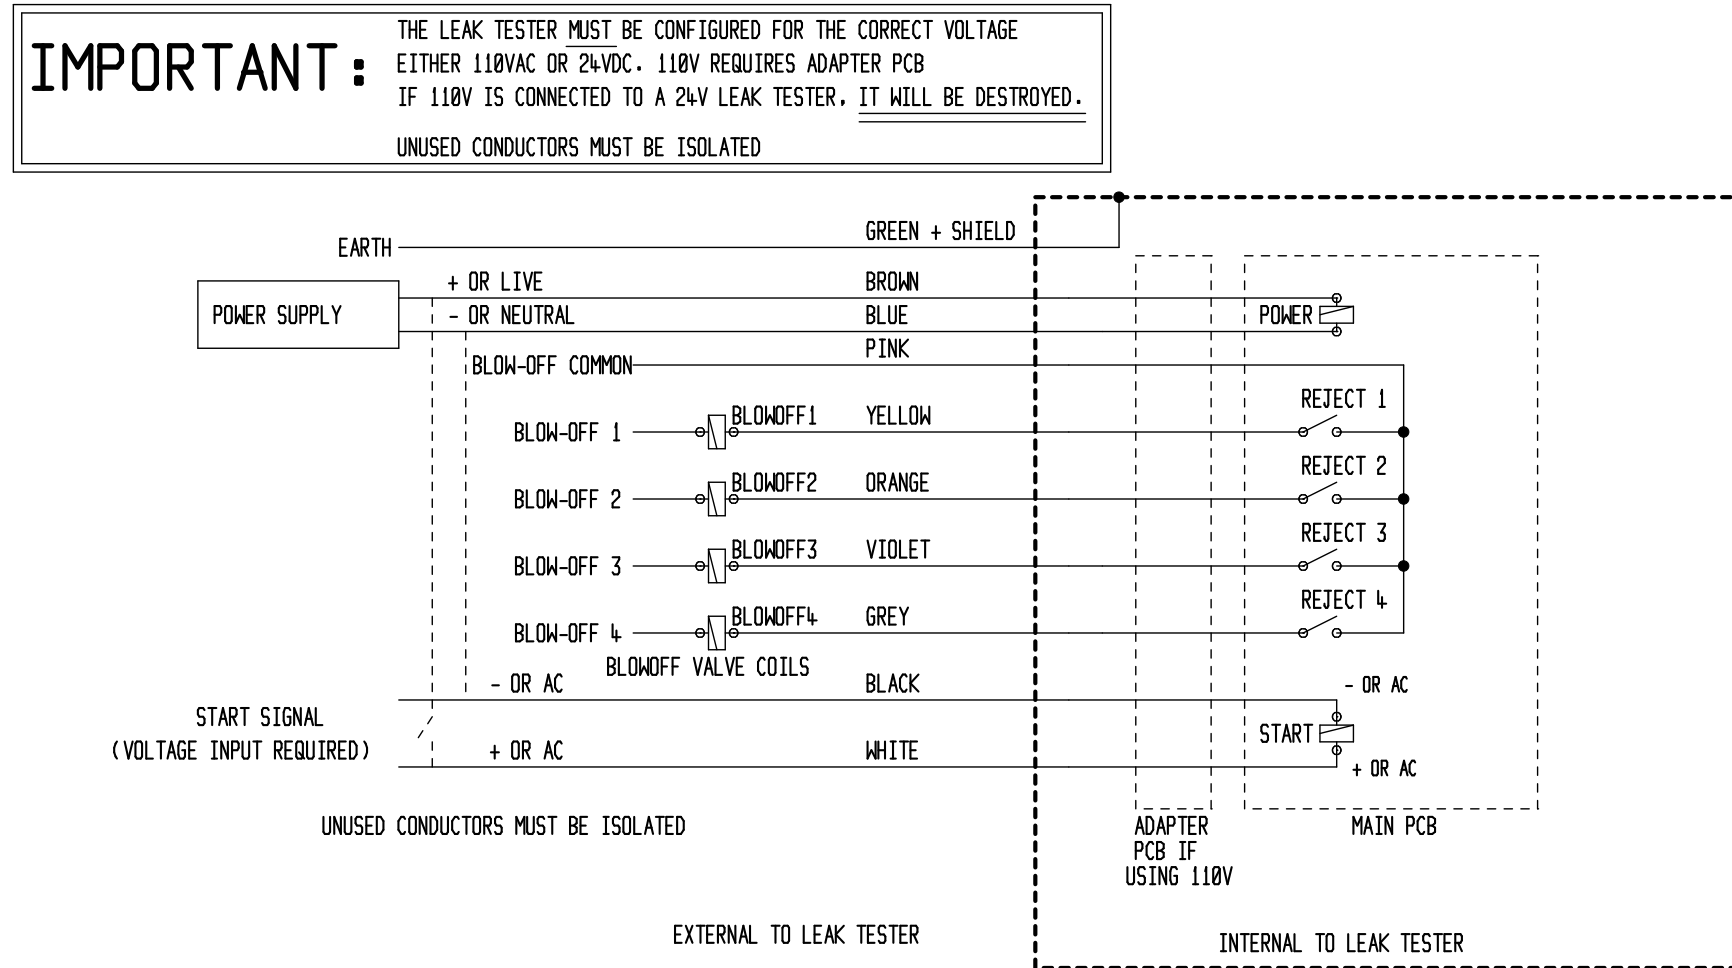 IMPORTANT:
THE LEAK TESTER MUST BE CONFIGURED FOR THE CORRECT VOLTAGE
EITHER 110VAC OR 24VDC. 110V REQUIRES ADAPTER PCB
IF 110V IS CONNECTED TO A 24V LEAK TESTER, IT WILL BE DESTROYED.
UNUSED CONDUCTORS MUST BE ISOLATED
EARTH
GREEN + SHIELD
+ OR LIVE
BROWN
POWER SUPPLY
- OR NEUTRAL
BLUE
POWER
PINK
BLOW-OFF COMMON
REJECT 1
BLOW-OFF 1
BLOWOFF1
YELLOW
REJECT 2
BLOW-OFF 2
BLOWOFF2
ORANGE
REJECT 3
BLOW-OFF 3
BLOWOFF3
VIOLET
REJECT 4
BLOW-OFF 4
BLOWOFF4
GREY
BLOWOFF VALVE COILS
- OR AC
BLACK
- OR AC
START SIGNAL
(VOLTAGE INPUT REQUIRED)
START
+ OR AC
WHITE
+ OR AC
UNUSED CONDUCTORS MUST BE ISOLATED
ADAPTER
PCB IF
USING 110V
MAIN PCB
EXTERNAL TO LEAK TESTER
INTERNAL TO LEAK TESTER